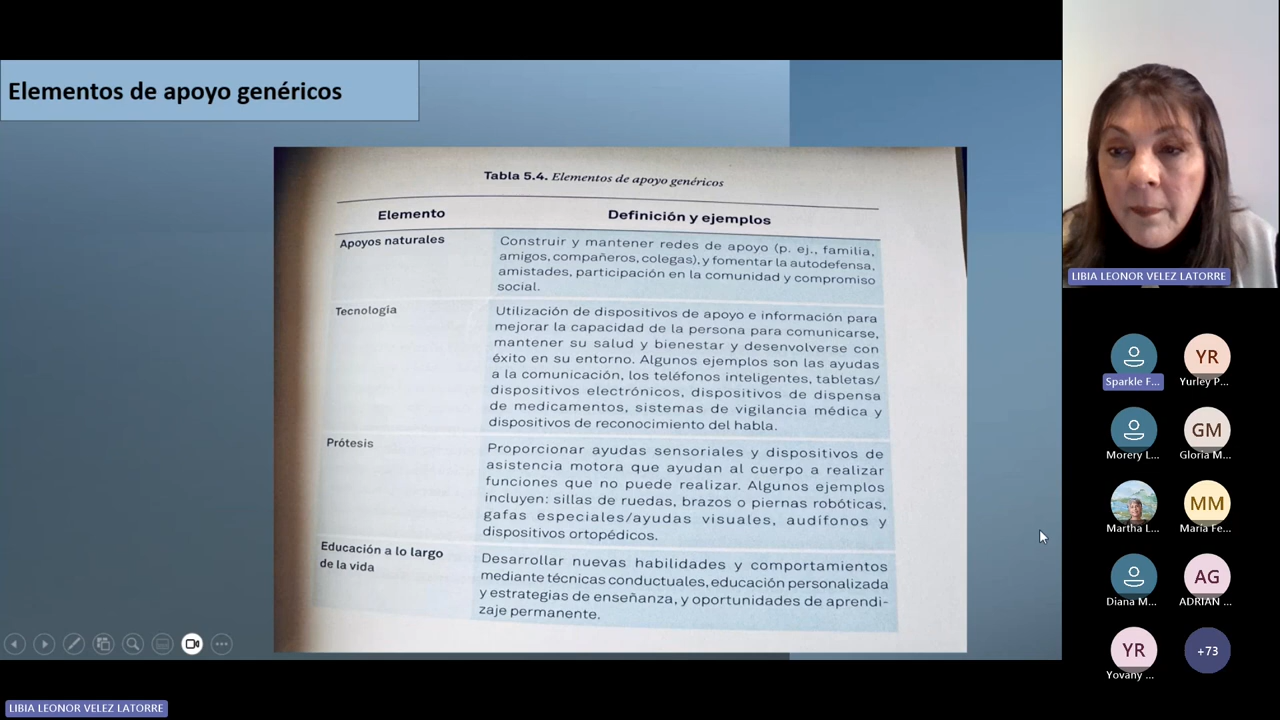 Elementos de apoyo genéricos
Tabla 5.4. Elementos de apoyo genéricos
Elemento
Definición y ejemplos
Apoyos naturales
Construir y mantener redes de apoyo (p. ej., familia,
amigos, compañeros, colegas), y fomentar la autodefensa,
amistades, participación en la comunidad y compromiso
social.
Tecnología
Utilización de dispositivos de apoyo e información para
mejorar la capacidad de la persona para comunicarse,
mantener su salud y bienestar y desenvolverse con
éxito en su entorno. Algunos ejemplos son las ayudas
a la comunicación, los teléfonos inteligentes, tabletas/
dispositivos electrónicos, dispositivos de dispensa
de medicamentos, sistemas de vigilancia médica y
dispositivos de reconocimiento del habla.
Prótesis
Proporcionar ayudas sensoriales y dispositivos de
asistencia motora que ayudan al cuerpo a realizar
funciones que no puede realizar. Algunos ejemplos
incluyen: sillas de ruedas, brazos o piernas robóticas,
gafas especiales/ayudas visuales, audífonos y
dispositivos ortopédicos.
Educación a lo largo
de la vida
Desarrollar nuevas habilidades y comportamientos
mediante técnicas conductuales, educación personalizada
y estrategias de enseñanza, y oportunidades de aprendi-
zaje permanente.
LIBIA LEONOR VELEZ LATORRE
YR
Sparkle F...
Yurley P...
GM
Morery L...
Gloria M...
MM
Martha L...
María Fe...
AG
Diana M...
ADRIAN ...
YR
+73
Yovany ...
LIBIA LEONOR VELEZ LATORRE